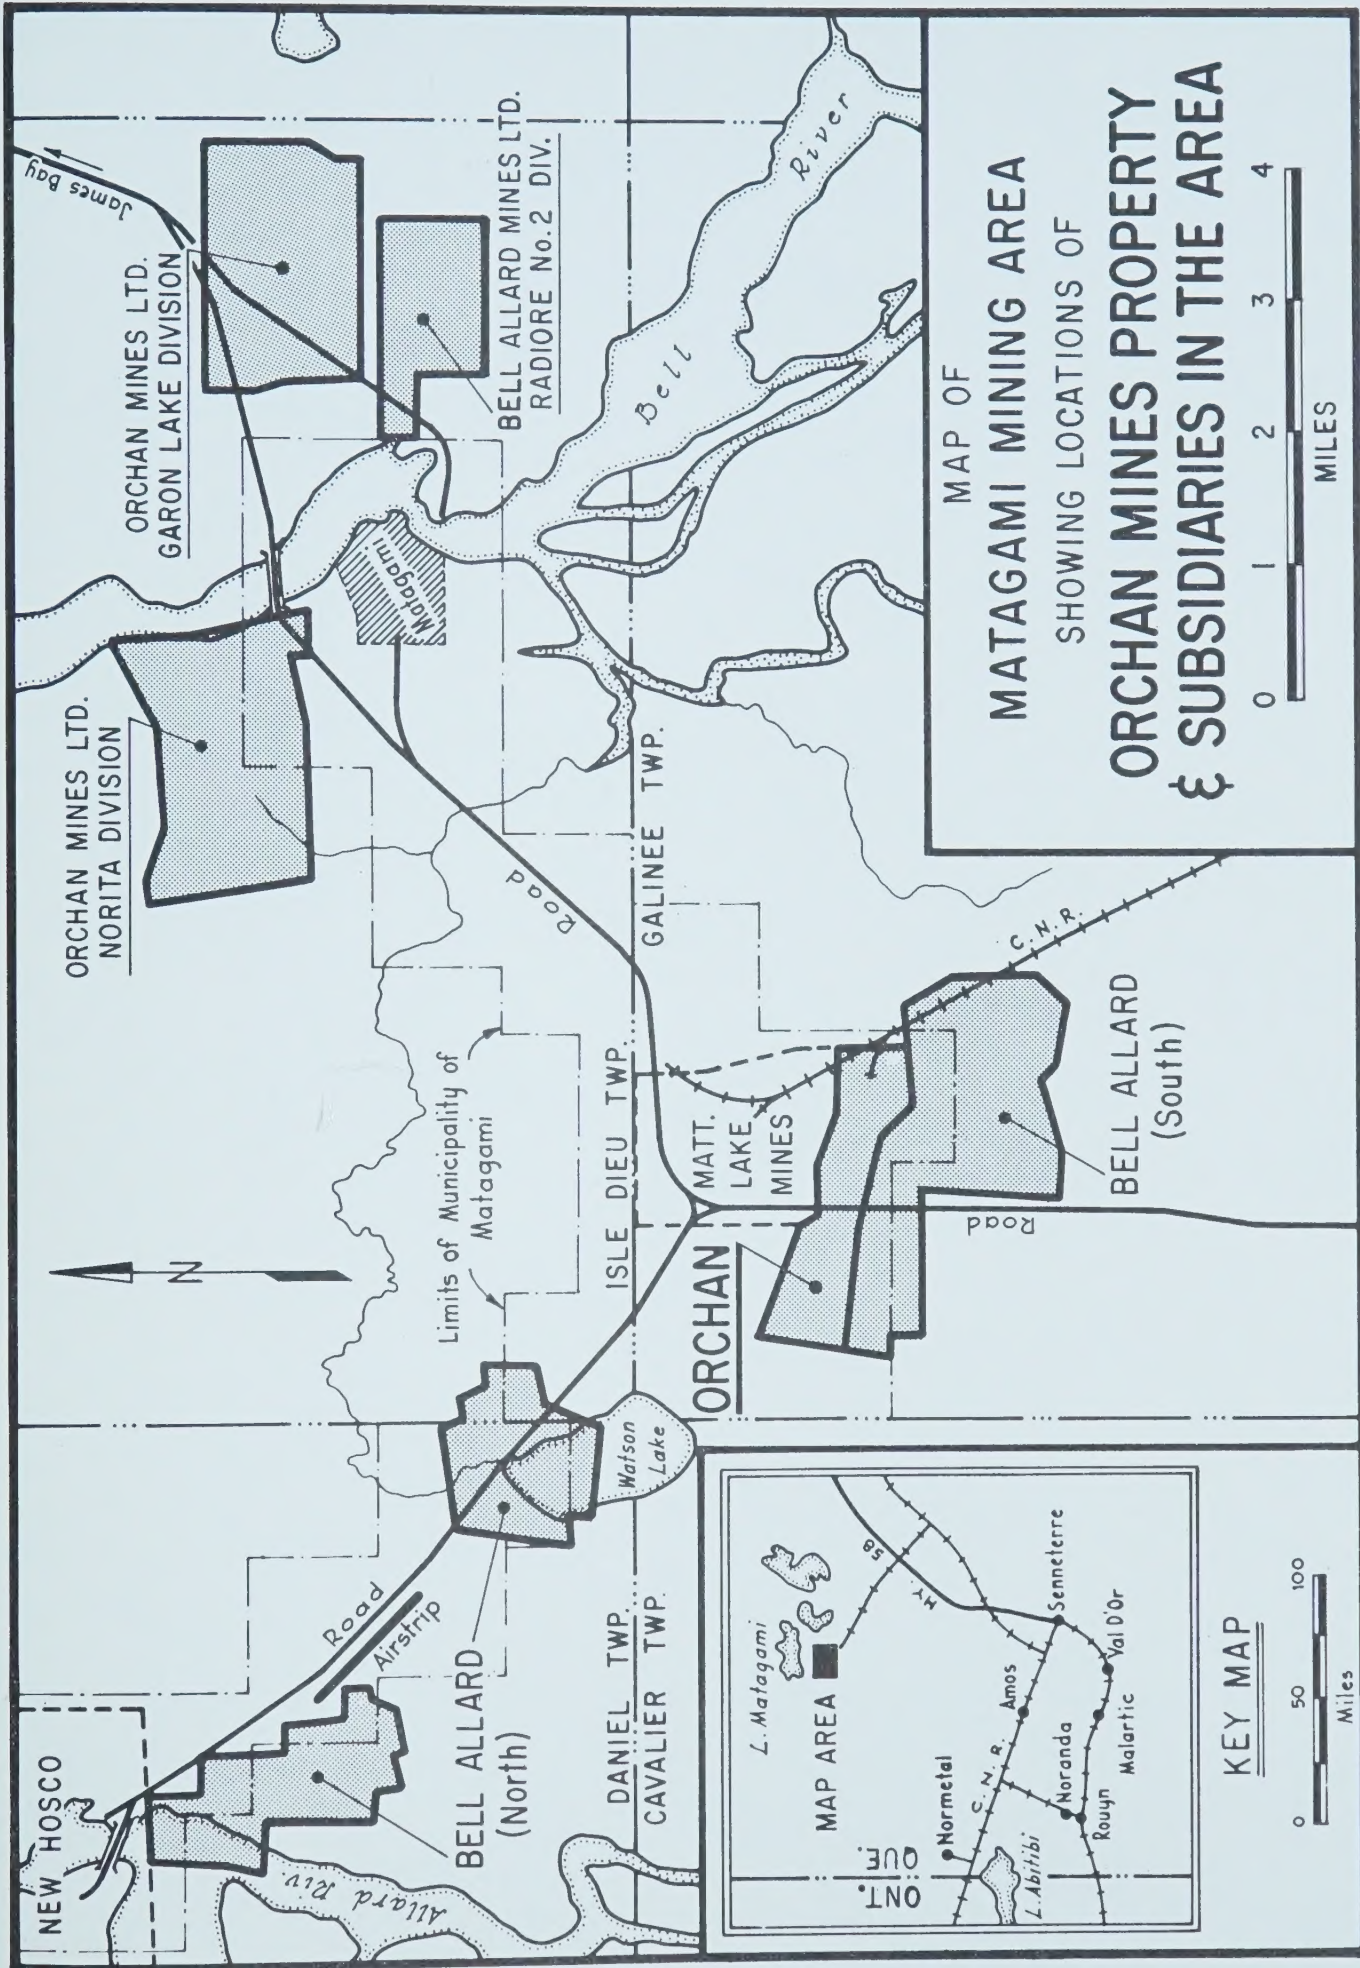 NEW HOSCO
Allard Riv
Road
Airstrip
BELL ALLARD
(North)
DANIEL TWP.
CAVALIER TWP.
Watson
Lake
N
Limits of Municipality of
Matagami
ISLE DIEU TWP.
GALINEE TWP.
ORCHAN MINES LTD.
NORITA DIVISION
ORCHAN MINES LTD.
GARON LAKE DIVISION
James Bay
BELL ALLARD MINES LTD.
RADIORE No.2 DIV.
Matagami
Road
Bell
River
ORCHAN
MATT.
LAKE
MINES
Road
C.N.R.
BELL ALLARD
(South)
L. Matagami
MAP AREA
HY.
58
Normetal
ONT.
QUE.
C. N. R.
Amos
Senneterre
Noranda
Rouyn
Malartic
Val D'Or
L. Abitibi
KEY MAP
0 50 100
Miles
MAP OF
MATAGAMI MINING AREA
SHOWING LOCATIONS OF
ORCHAN MINES PROPERTY
& SUBSIDIARIES IN THE AREA
0 1 2 3 4
MILES